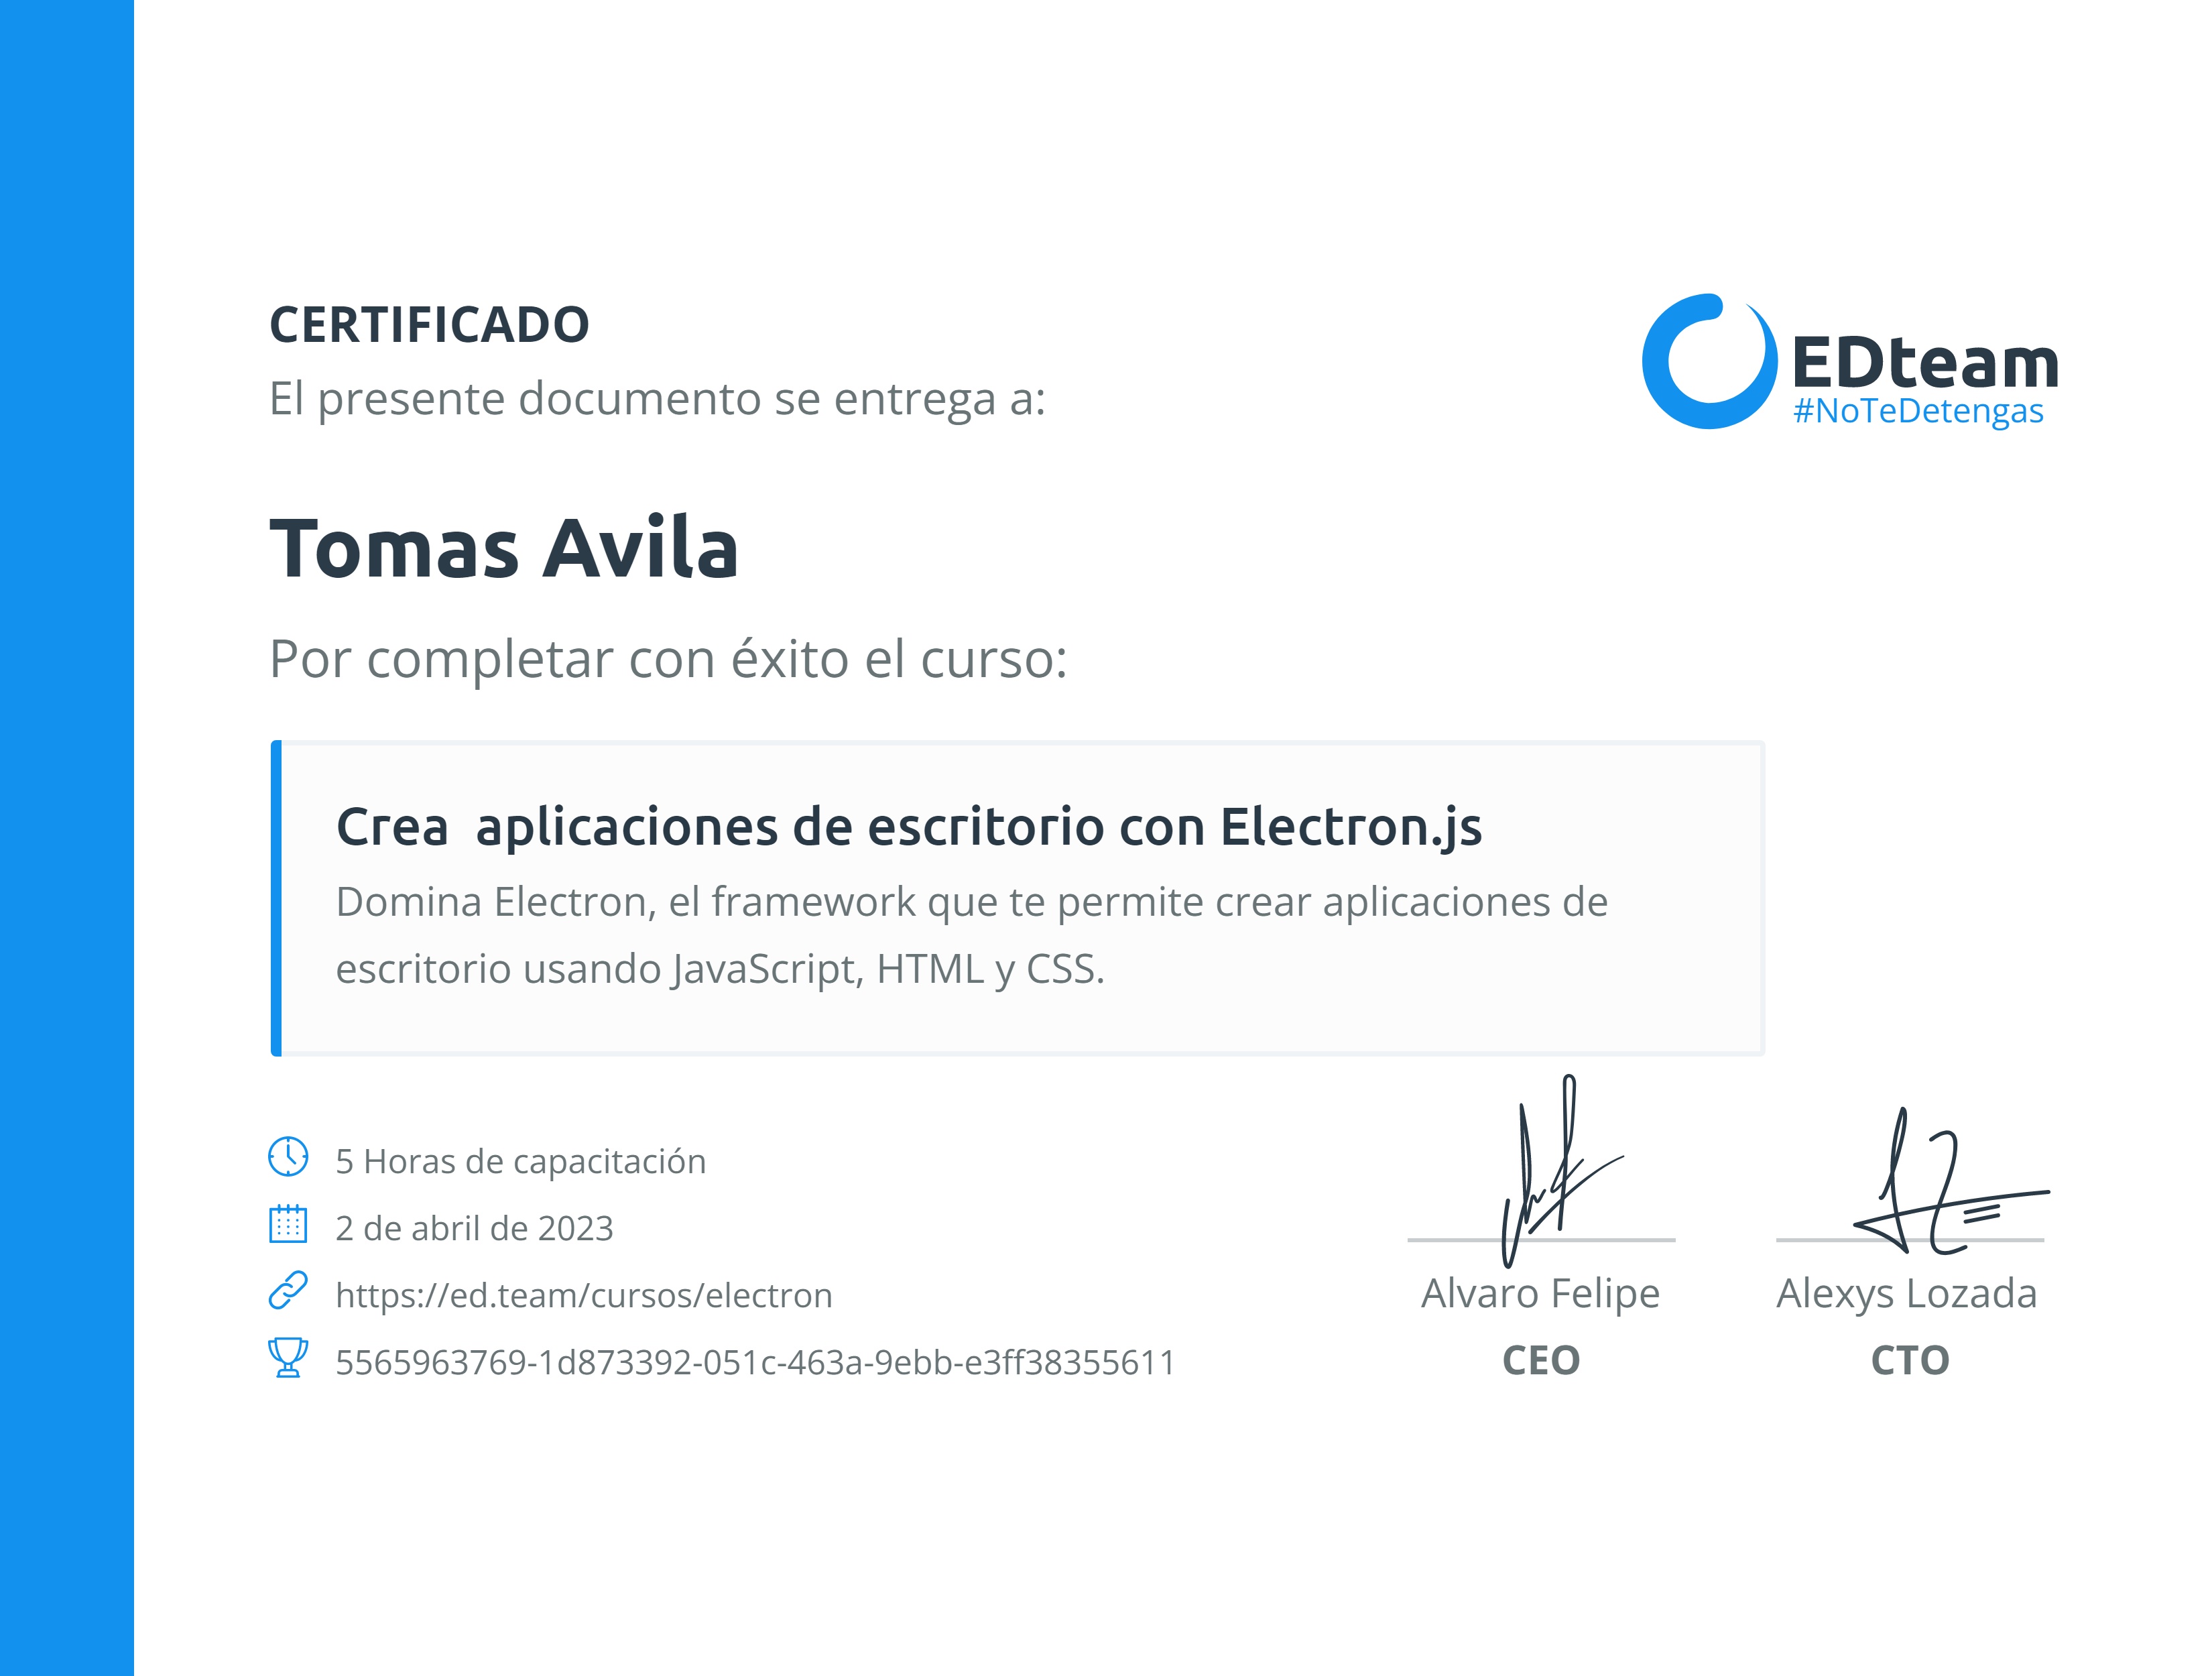 CERTIFICADO
El presente documento se entrega a:
EDteam
#NoTeDetengas
Tomas Avila
Por completar con éxito el curso:
Crea  aplicaciones de escritorio con Electron.js
Domina Electron, el framework que te permite crear aplicaciones de
escritorio usando JavaScript, HTML y CSS.
5 Horas de capacitación
2 de abril de 2023
https://ed.team/cursos/electron
5565963769-1d873392-051c-463a-9ebb-e3ff38355611
Alvaro Felipe
CEO
Alexys Lozada
CTO